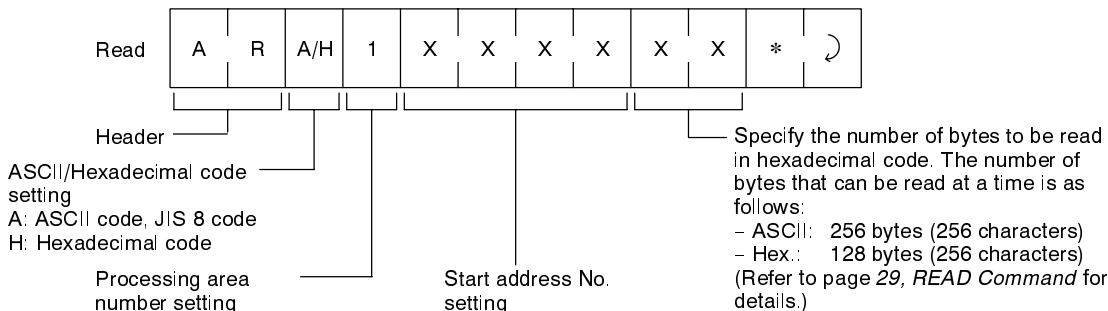 Read A R A/H 1 X X X X X X *
Header
ASCII/Hexadecimal code
setting
A: ASCII code, JIS 8 code
H: Hexadecimal code
Processing area
number setting
Start address No.
setting
Specify the number of bytes to be read
in hexadecimal code. The number of
bytes that can be read at a time is as
follows:
– ASCII: 256 bytes (256 characters)
– Hex.: 128 bytes (256 characters)
(Refer to page 29, READ Command for
details.)